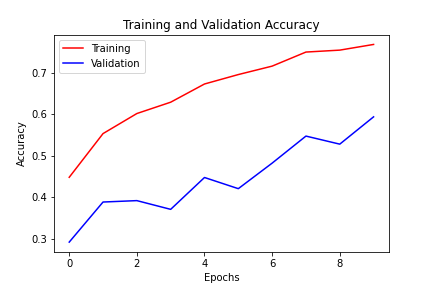 Training and Validation Accuracy
Training
Validation
Accuracy
0.7
0.6
0.5
0.4
0.3
0 2 4 6 8
Epochs